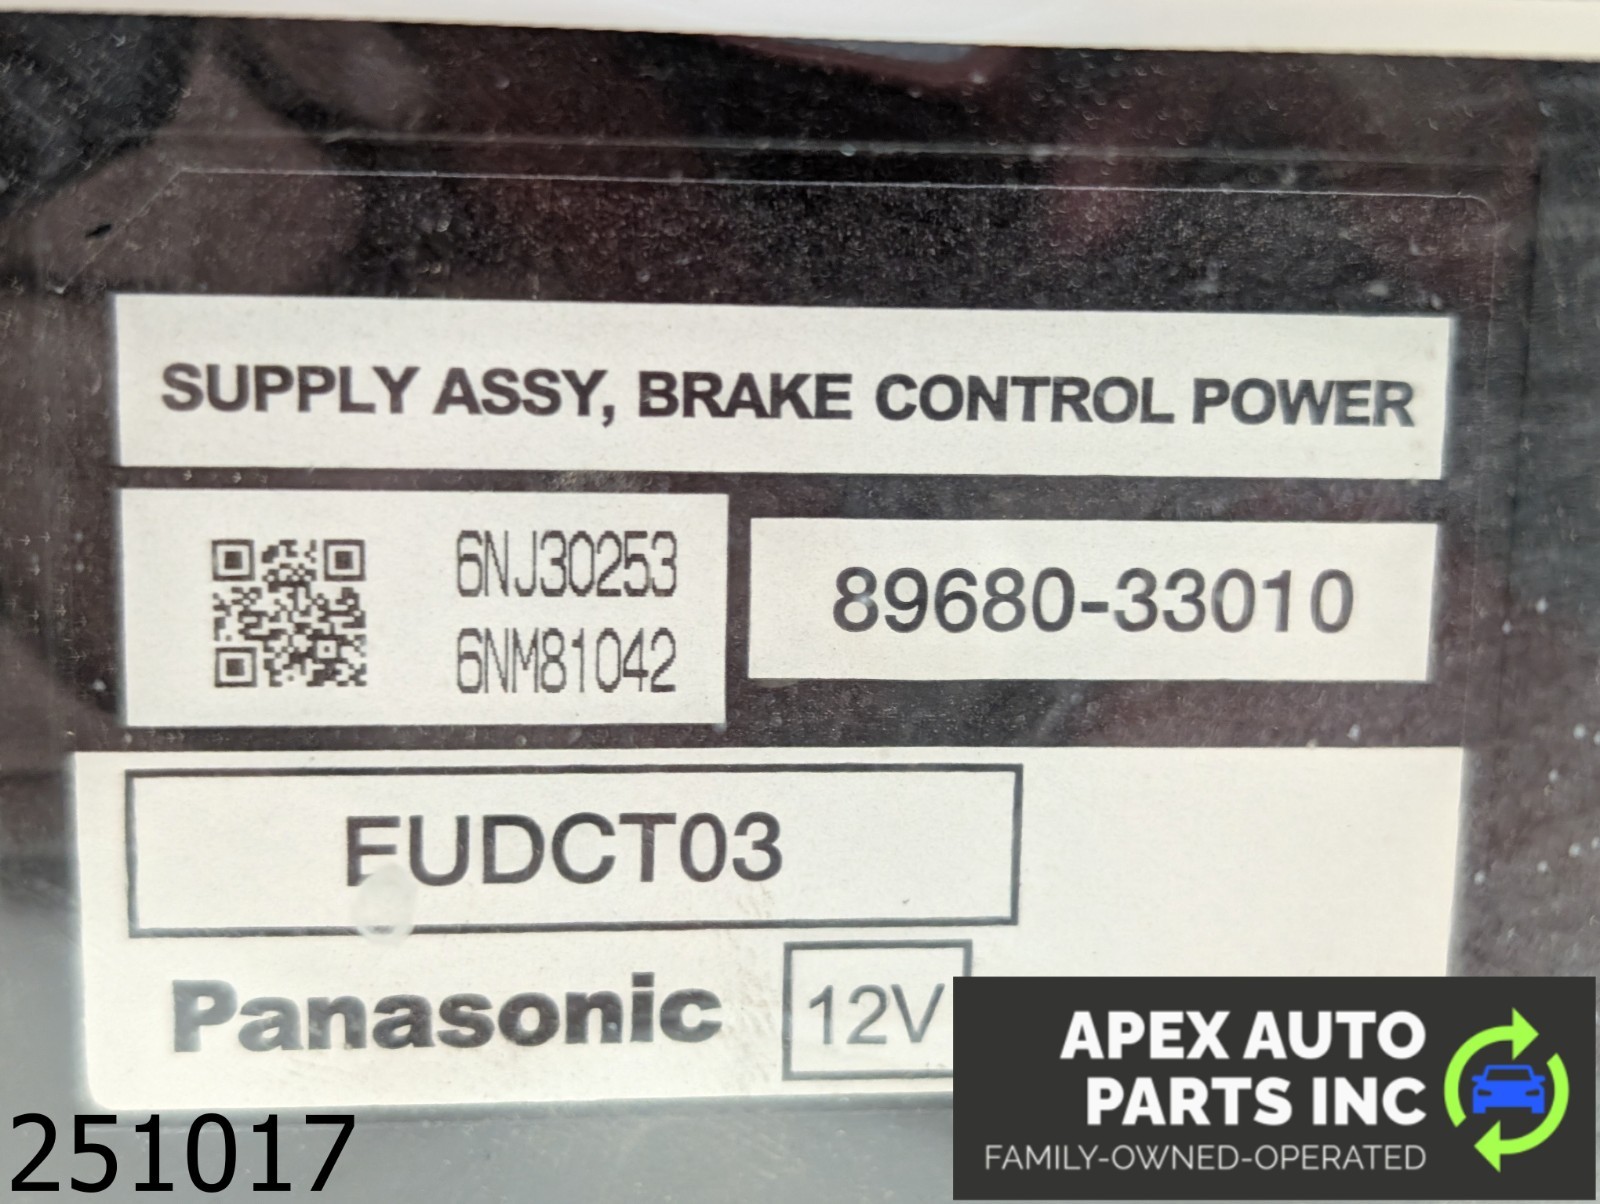 SUPPLY ASSY, BRAKE CONTROL POWER
6NJ30253
6NM81042
89680-33010
EUDCT03
Panasonic
12V
251017
APEX AUTO
PARTS INC
FAMILY-OWNED-OPERATED